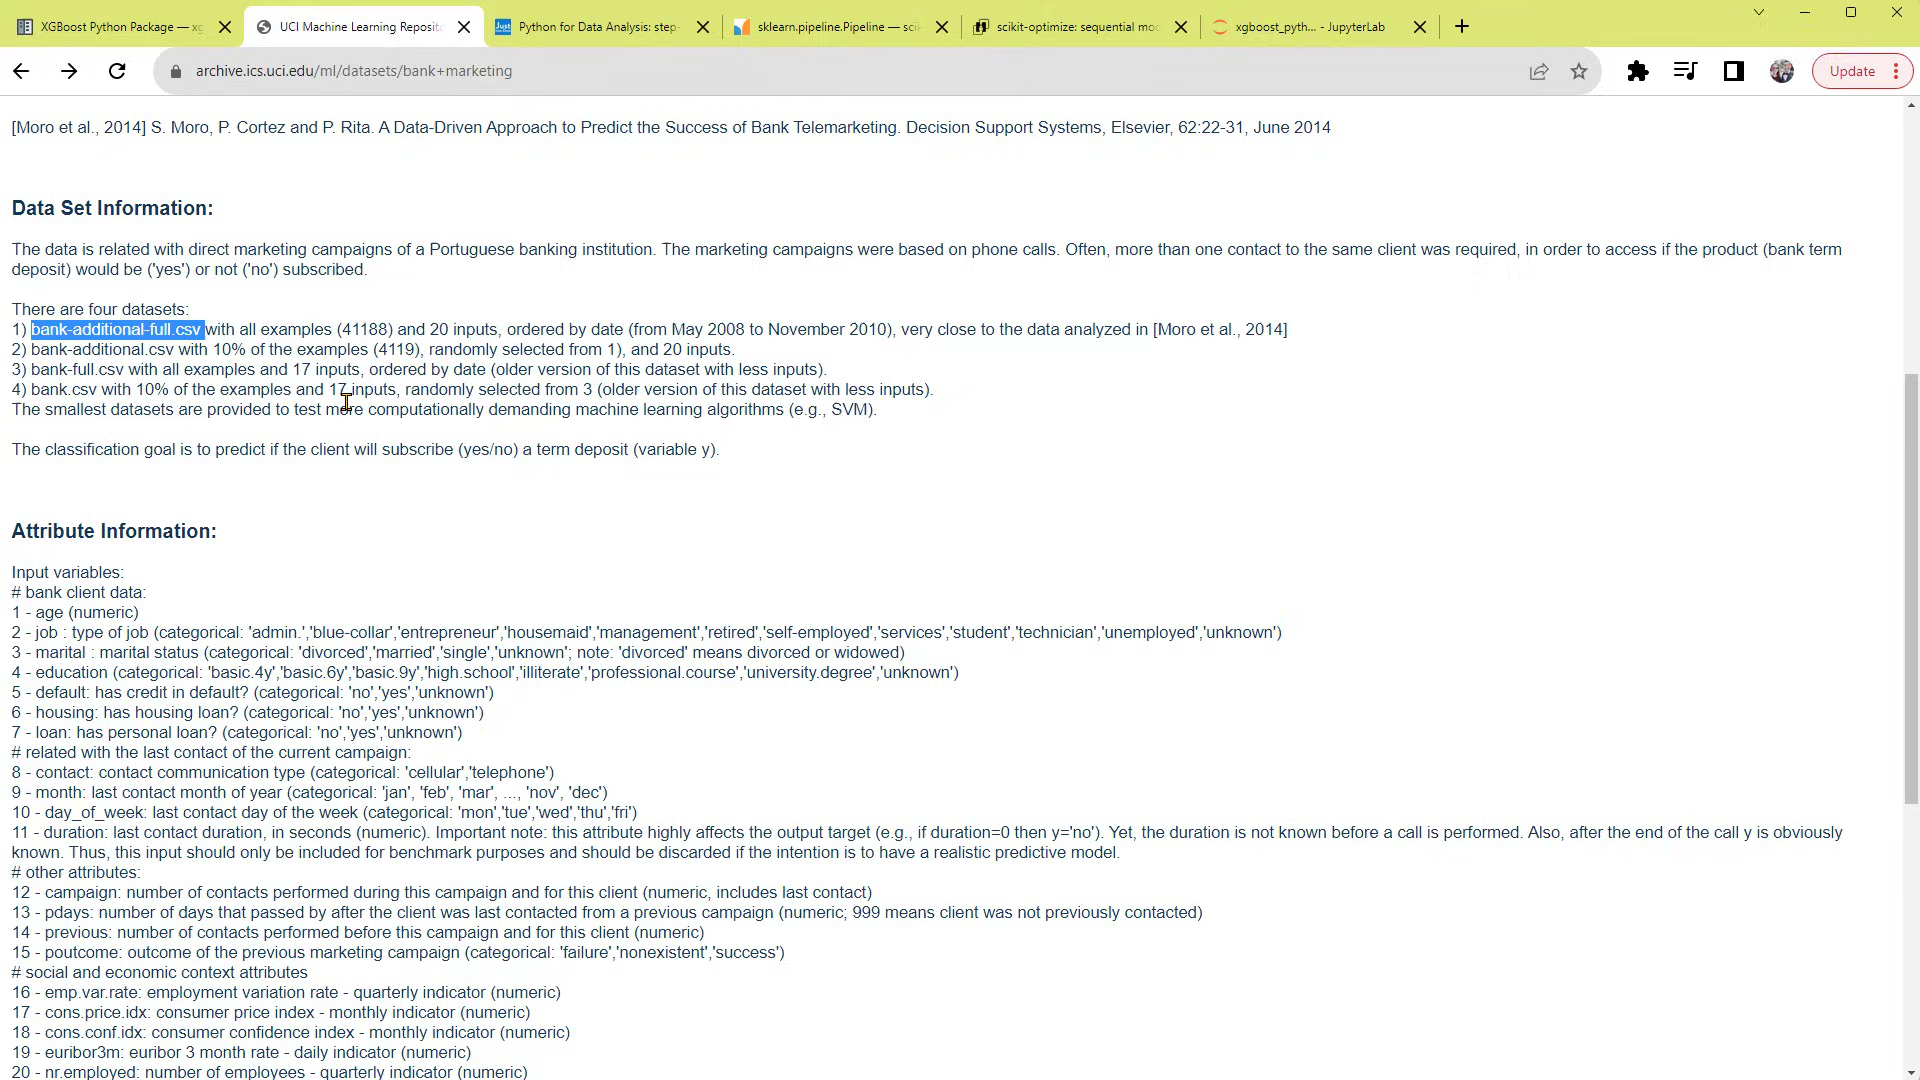 XGBoost Python Package — xg
UCI Machine Learning Reposito
Just
Python for Data Analysis: step-
sklearn.pipeline.Pipeline — sci
scikit-optimize: sequential mo
xgboost_pyth... - JupyterLab
archive.ics.uci.edu/ml/datasets/bank+marketing
Update
[Moro et al., 2014] S. Moro, P. Cortez and P. Rita. A Data-Driven Approach to Predict the Success of Bank Telemarketing. Decision Support Systems, Elsevier, 62:22-31, June 2014
Data Set Information:
The data is related with direct marketing campaigns of a Portuguese banking institution. The marketing campaigns were based on phone calls. Often, more than one contact to the same client was required, in order to access if the product (bank term
deposit) would be ('yes') or not ('no') subscribed.
There are four datasets:
1) bank-additional-full.csv with all examples (41188) and 20 inputs, ordered by date (from May 2008 to November 2010), very close to the data analyzed in [Moro et al., 2014]
2) bank-additional.csv with 10% of the examples (4119), randomly selected from 1), and 20 inputs.
3) bank-full.csv with all examples and 17 inputs, ordered by date (older version of this dataset with less inputs).
4) bank.csv with 10% of the examples and 17 inputs, randomly selected from 3 (older version of this dataset with less inputs).
The smallest datasets are provided to test more computationally demanding machine learning algorithms (e.g., SVM).
The classification goal is to predict if the client will subscribe (yes/no) a term deposit (variable y).
Attribute Information:
Input variables:
# bank client data:
1 - age (numeric)
2 - job : type of job (categorical: 'admin.','blue-collar','entrepreneur','housemaid','management','retired','self-employed','services','student','technician','unemployed','unknown')
3 - marital : marital status (categorical: 'divorced','married','single','unknown'; note: 'divorced' means divorced or widowed)
4 - education (categorical: 'basic.4y','basic.6y','basic.9y','high.school','illiterate','professional.course','university.degree','unknown')
5 - default: has credit in default? (categorical: 'no','yes','unknown')
6 - housing: has housing loan? (categorical: 'no','yes','unknown')
7 - loan: has personal loan? (categorical: 'no','yes','unknown')
# related with the last contact of the current campaign:
8 - contact: contact communication type (categorical: 'cellular','telephone')
9 - month: last contact month of year (categorical: 'jan', 'feb', 'mar', ..., 'nov', 'dec')
10 - day_of_week: last contact day of the week (categorical: 'mon','tue','wed','thu','fri')
11 - duration: last contact duration, in seconds (numeric). Important note: this attribute highly affects the output target (e.g., if duration=0 then y='no'). Yet, the duration is not known before a call is performed. Also, after the end of the call y is obviously
known. Thus, this input should only be included for benchmark purposes and should be discarded if the intention is to have a realistic predictive model.
# other attributes:
12 - campaign: number of contacts performed during this campaign and for this client (numeric, includes last contact)
13 - pdays: number of days that passed by after the client was last contacted from a previous campaign (numeric; 999 means client was not previously contacted)
14 - previous: number of contacts performed before this campaign and for this client (numeric)
15 - poutcome: outcome of the previous marketing campaign (categorical: 'failure','nonexistent','success')
# social and economic context attributes
16 - emp.var.rate: employment variation rate - quarterly indicator (numeric)
17 - cons.price.idx: consumer price index - monthly indicator (numeric)
18 - cons.conf.idx: consumer confidence index - monthly indicator (numeric)
19 - euribor3m: euribor 3 month rate - daily indicator (numeric)
20 - nr.employed: number of employees - quarterly indicator (numeric)